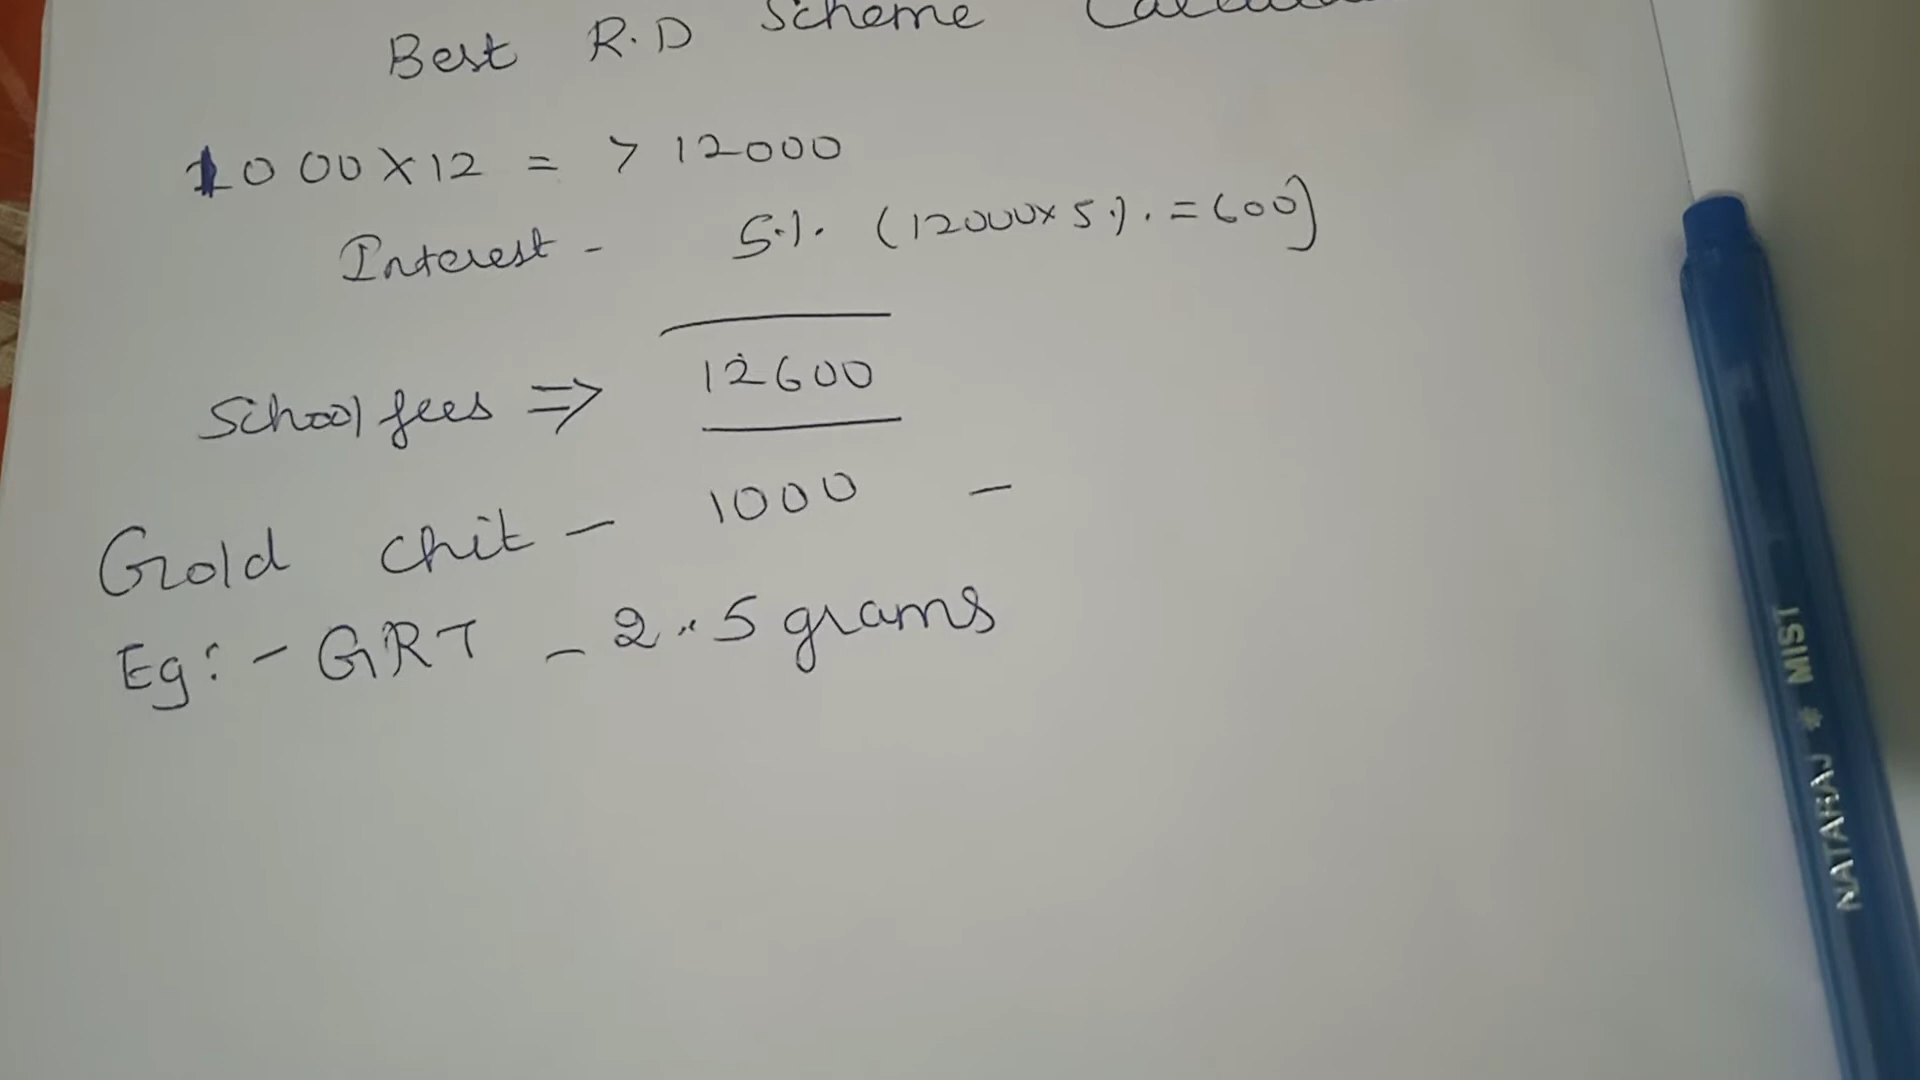 Best R.D Scheme
1000 X 12 = > 12000
Interest - 5% (12000 x 5% = 600)
12600
School fees ⇒
Gold chit - 1000 -
Eg:- GRT - 2.5 grams
NATARAJ * MIST